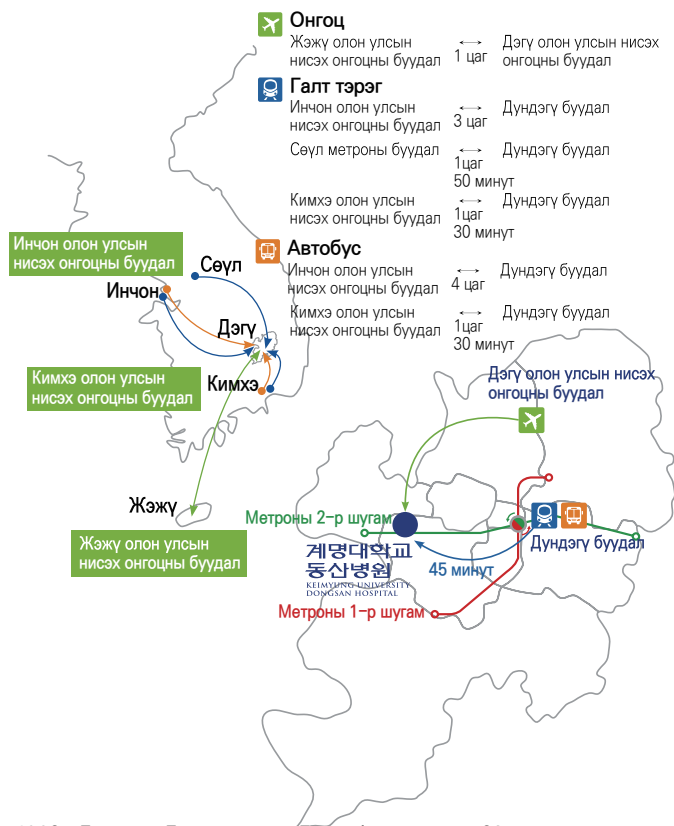 Онгоц
Жэжү олон улсын
нисэх онгоцны буудал
1 цаг
Дэгү олон улсын нисэх
онгоцны буудал
Галт тэрэг
Инчон олон улсын
нисэх онгоцны буудал
3 цаг
Дундэгү буудал
Сөүл метроны буудал
1цаг
50 минут
Дундэгү буудал
Кимхэ олон улсын
нисэх онгоцны буудал
1цаг
30 минут
Дундэгү буудал
Автобус
Инчон олон улсын
нисэх онгоцны буудал
4 цаг
Дундэгү буудал
Кимхэ олон улсын
нисэх онгоцны буудал
1цаг
30 минут
Дундэгү буудал
Инчон олон улсын
нисэх онгоцны буудал
Сөүл
Инчон
Дэгү
Кимхэ олон улсын
нисэх онгоцны буудал
Кимхэ
Жэжү
Жэжү олон улсын
нисэх онгоцны буудал
Дэгү олон улсын нисэх
онгоцны буудал
Метроны 2-р шугам
Дундэгү буудал
계명대학교
동산병원
KEIMYUNG UNIVERSITY
DONGSAN HOSPITAL
45 минут
Метроны 1-р шугам